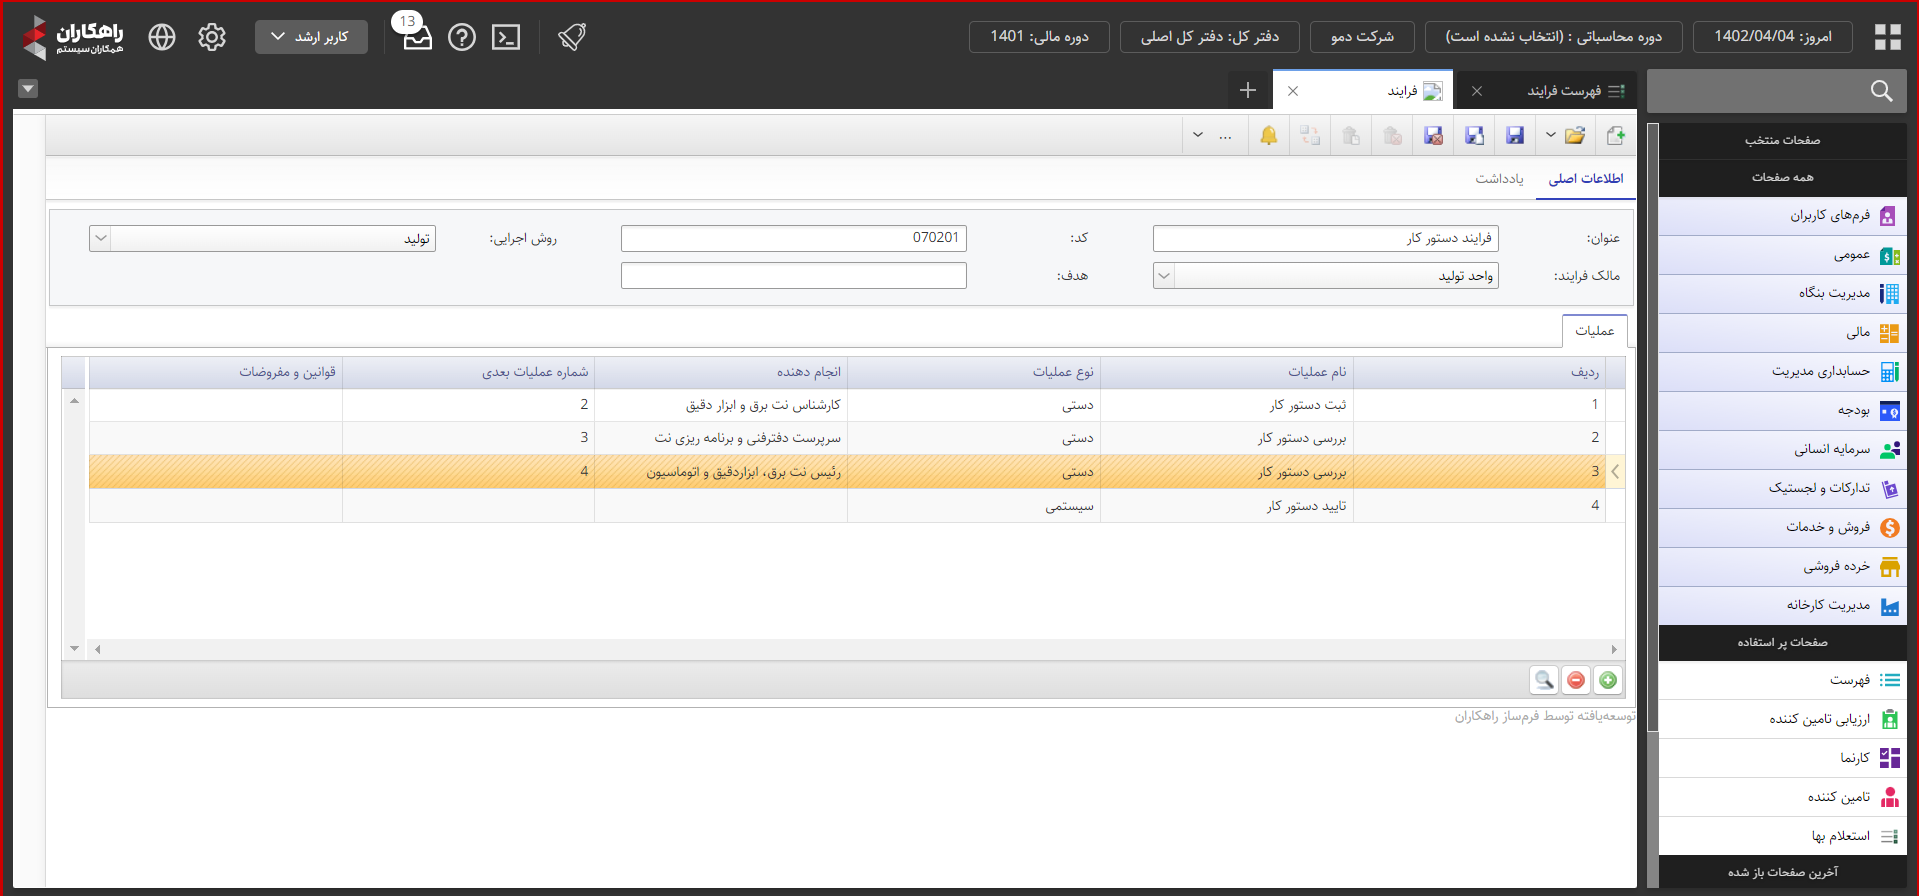 امروز: 1402/04/04
دوره محاسباتی : (انتخاب نشده است)
شرکت دمو
دفتر کل: دفتر کل اصلی
دوره مالی: 1401
13
کاربر ارشد
راهکاران
همکاران سیستم
فهرست فرایند
فرایند
اطلاعات اصلی
یادداشت
عنوان: فرایند دستور کار
کد: 070201
روش اجرایی: تولید
مالک فرایند: واحد تولید
هدف:
عملیات
ردیف نام عملیات نوع عملیات انجام دهنده شماره عملیات بعدی قوانین و مفروضات
1 ثبت دستور کار دستی کارشناس نت برق و ابزار دقیق 2
2 بررسی دستور کار دستی سرپرست دفترفنی و برنامه ریزی نت 3
3 بررسی دستور کار دستی رئیس نت برق، ابزاردقیق و اتوماسیون 4
4 تایید دستور کار سیستمی
توسعه‌یافته توسط فرم‌ساز راهکاران
صفحات منتخب
همه صفحات
فرم‌های کاربران
عمومی
مدیریت بنگاه
مالی
حسابداری مدیریت
بودجه
سرمایه انسانی
تدارکات و لجستیک
فروش و خدمات
خرده فروشی
مدیریت کارخانه
صفحات پر استفاده
فهرست
ارزیابی تامین کننده
کارنما
تامین کننده
استعلام بها
آخرین صفحات باز شده